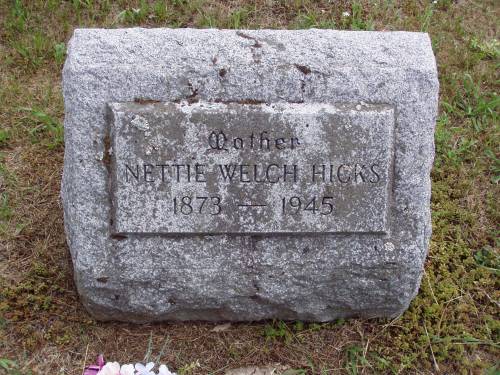 Mother
NETTIE WELCH HICKS
1873 — 1945